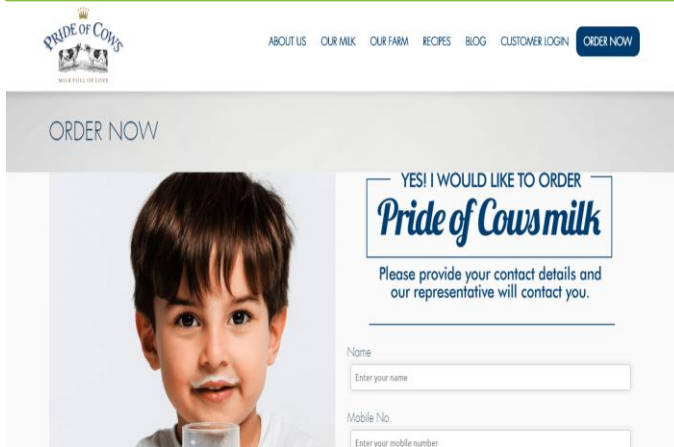 PRIDE OF COWS
MILK FULL OF LOVE
ABOUT US OUR MILK OUR FARM RECIPES BLOG CUSTOMER LOGIN ORDER NOW
ORDER NOW
YES! I WOULD LIKE TO ORDER
Pride of Cows milk
Please provide your contact details and
our representative will contact you.
Name
Enter your name
Mobile No.
Enter your mobile number